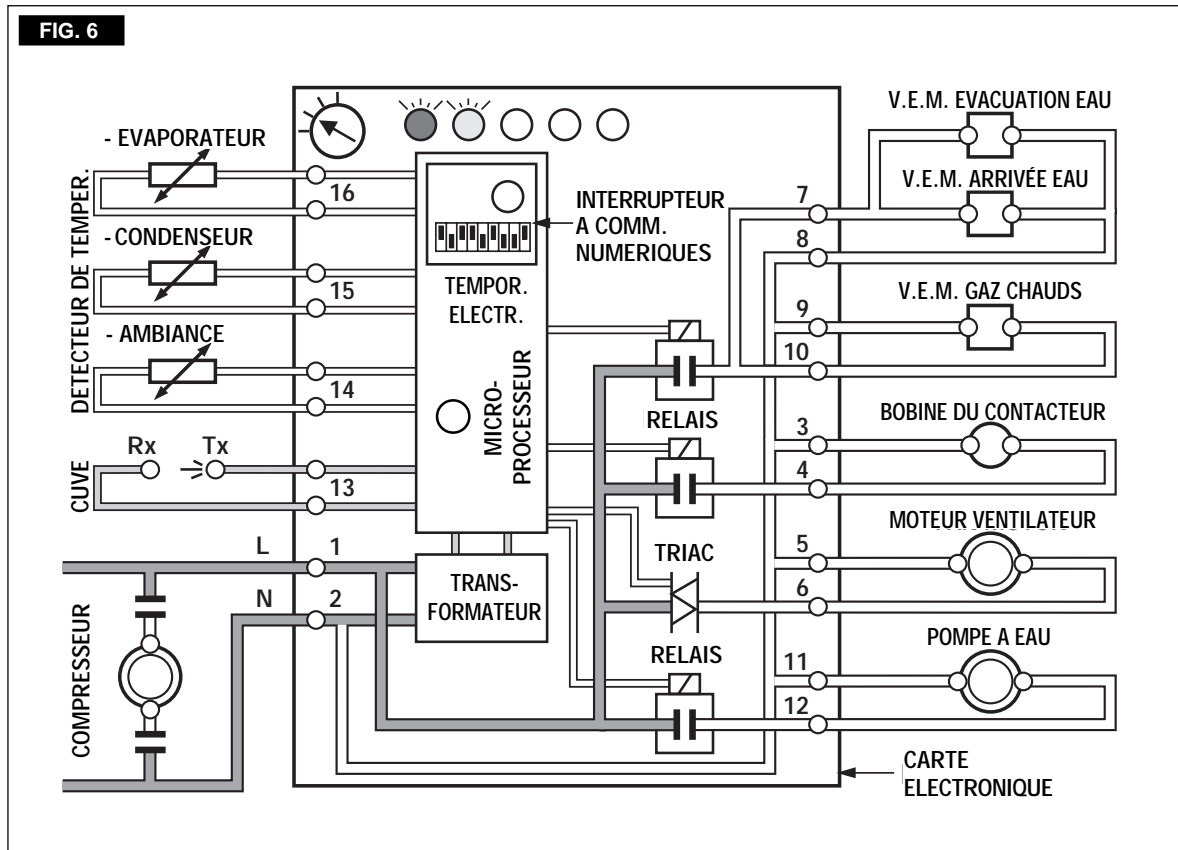 FIG. 6
DETECTEUR DE TEMPER.
- EVAPORATEUR
16
- CONDENSEUR
15
- AMBIANCE
14
CUVE
Rx
Tx
13
L
1
N
2
COMPRESSEUR
INTERRUPTEUR
A COMM.
NUMERIQUES
TEMPOR.
ELECTR.
MICRO-
PROCESSEUR
TRANS-
FORMATEUR
RELAIS
TRIAC
RELAIS
V.E.M. EVACUATION EAU
V.E.M. ARRIVÉE EAU
7
8
V.E.M. GAZ CHAUDS
9
10
BOBINE DU CONTACTEUR
3
4
MOTEUR VENTILATEUR
5
6
POMPE A EAU
11
12
CARTE
ELECTRONIQUE